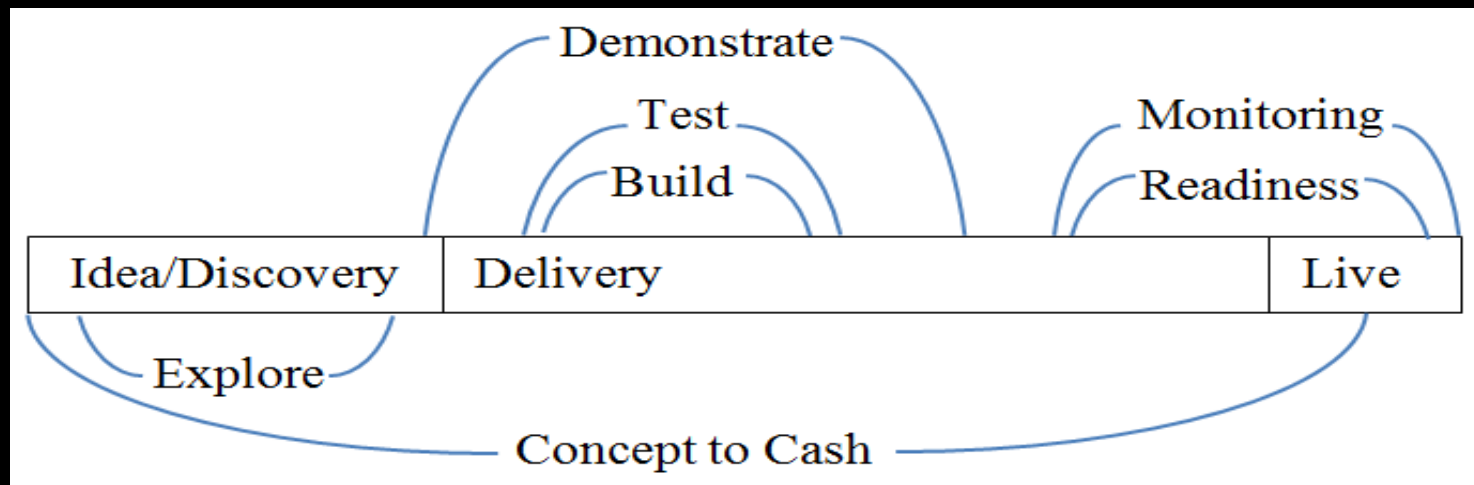 Demonstrate
Test
Monitoring
Build
Readiness
Idea/Discovery
Delivery
Live
Explore
Concept to Cash